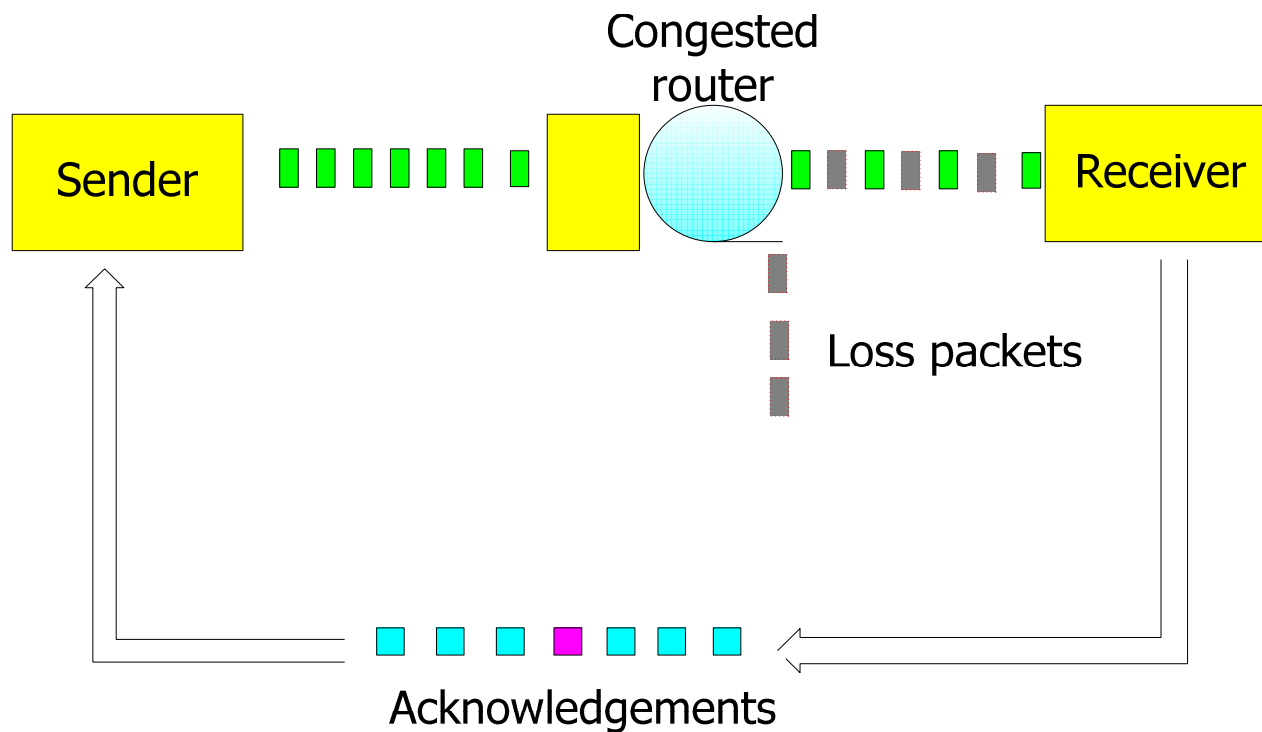 Congested
router
Sender
Receiver
Loss packets
Acknowledgements